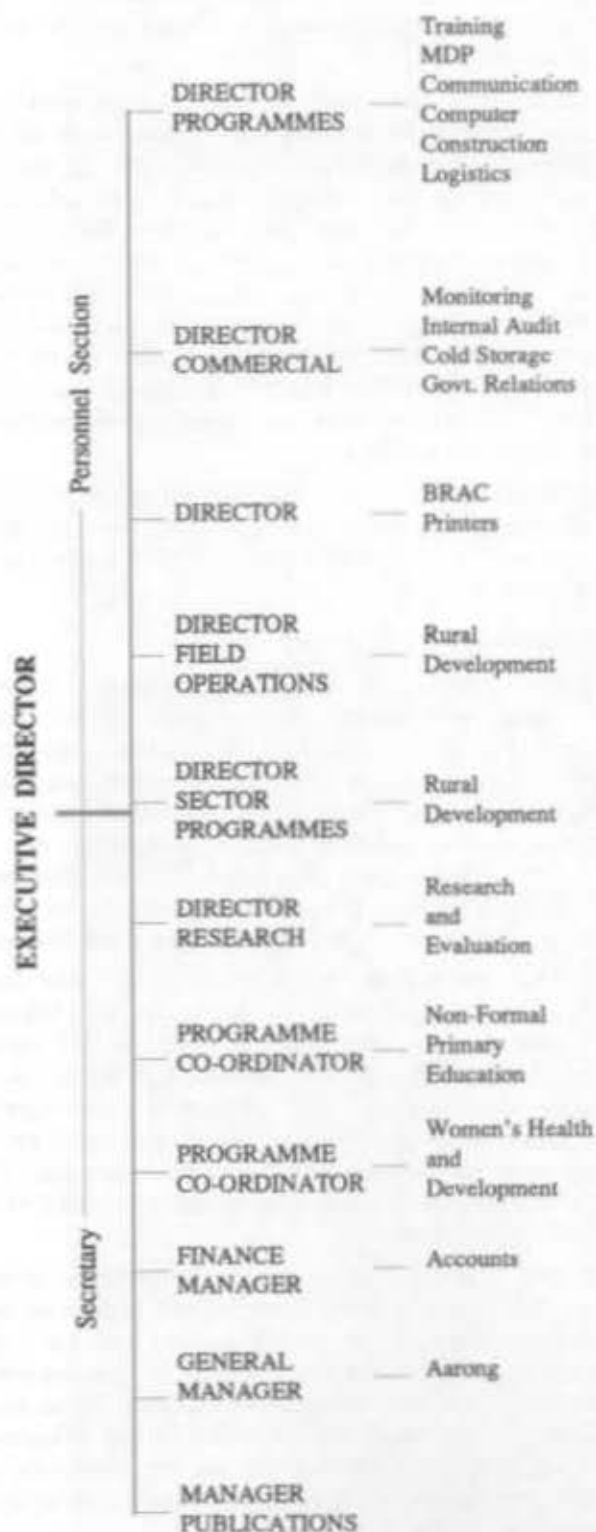 EXECUTIVE DIRECTOR
Personnel Section
Secretary
DIRECTOR
PROGRAMMES
Training
MDP
Communication
Computer
Construction
Logistics
DIRECTOR
COMMERCIAL
Monitoring
Internal Audit
Cold Storage
Govt. Relations
DIRECTOR
BRAC
Printers
DIRECTOR
FIELD
OPERATIONS
Rural
Development
DIRECTOR
SECTOR
PROGRAMMES
Rural
Development
DIRECTOR
RESEARCH
Research
and
Evaluation
PROGRAMME
CO-ORDINATOR
Non-Formal
Primary
Education
PROGRAMME
CO-ORDINATOR
Women's Health
and
Development
FINANCE
MANAGER
Accounts
GENERAL
MANAGER
Aarong
MANAGER
PUBLICATIONS